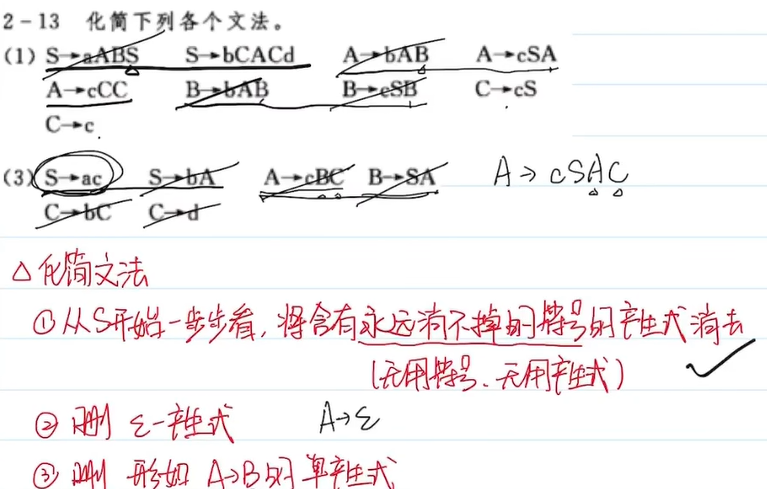 2-13 化简下列各个文法。
(1) S→aABS S→bCACd A→bAB A→cSA
A→cCC B→bAB B→cSB C→cS
C→c.
(3) S→ac S→bA A→cBC B→SA A→cSAC
C→bC C→d
△化简文法
①从S开始一步步看,将含有永远消不掉的符号的产生式消去
(无用符号、无用产生式)
② 删 ε-产生式 A→ε
③ 删 形如 A→B的单产生式